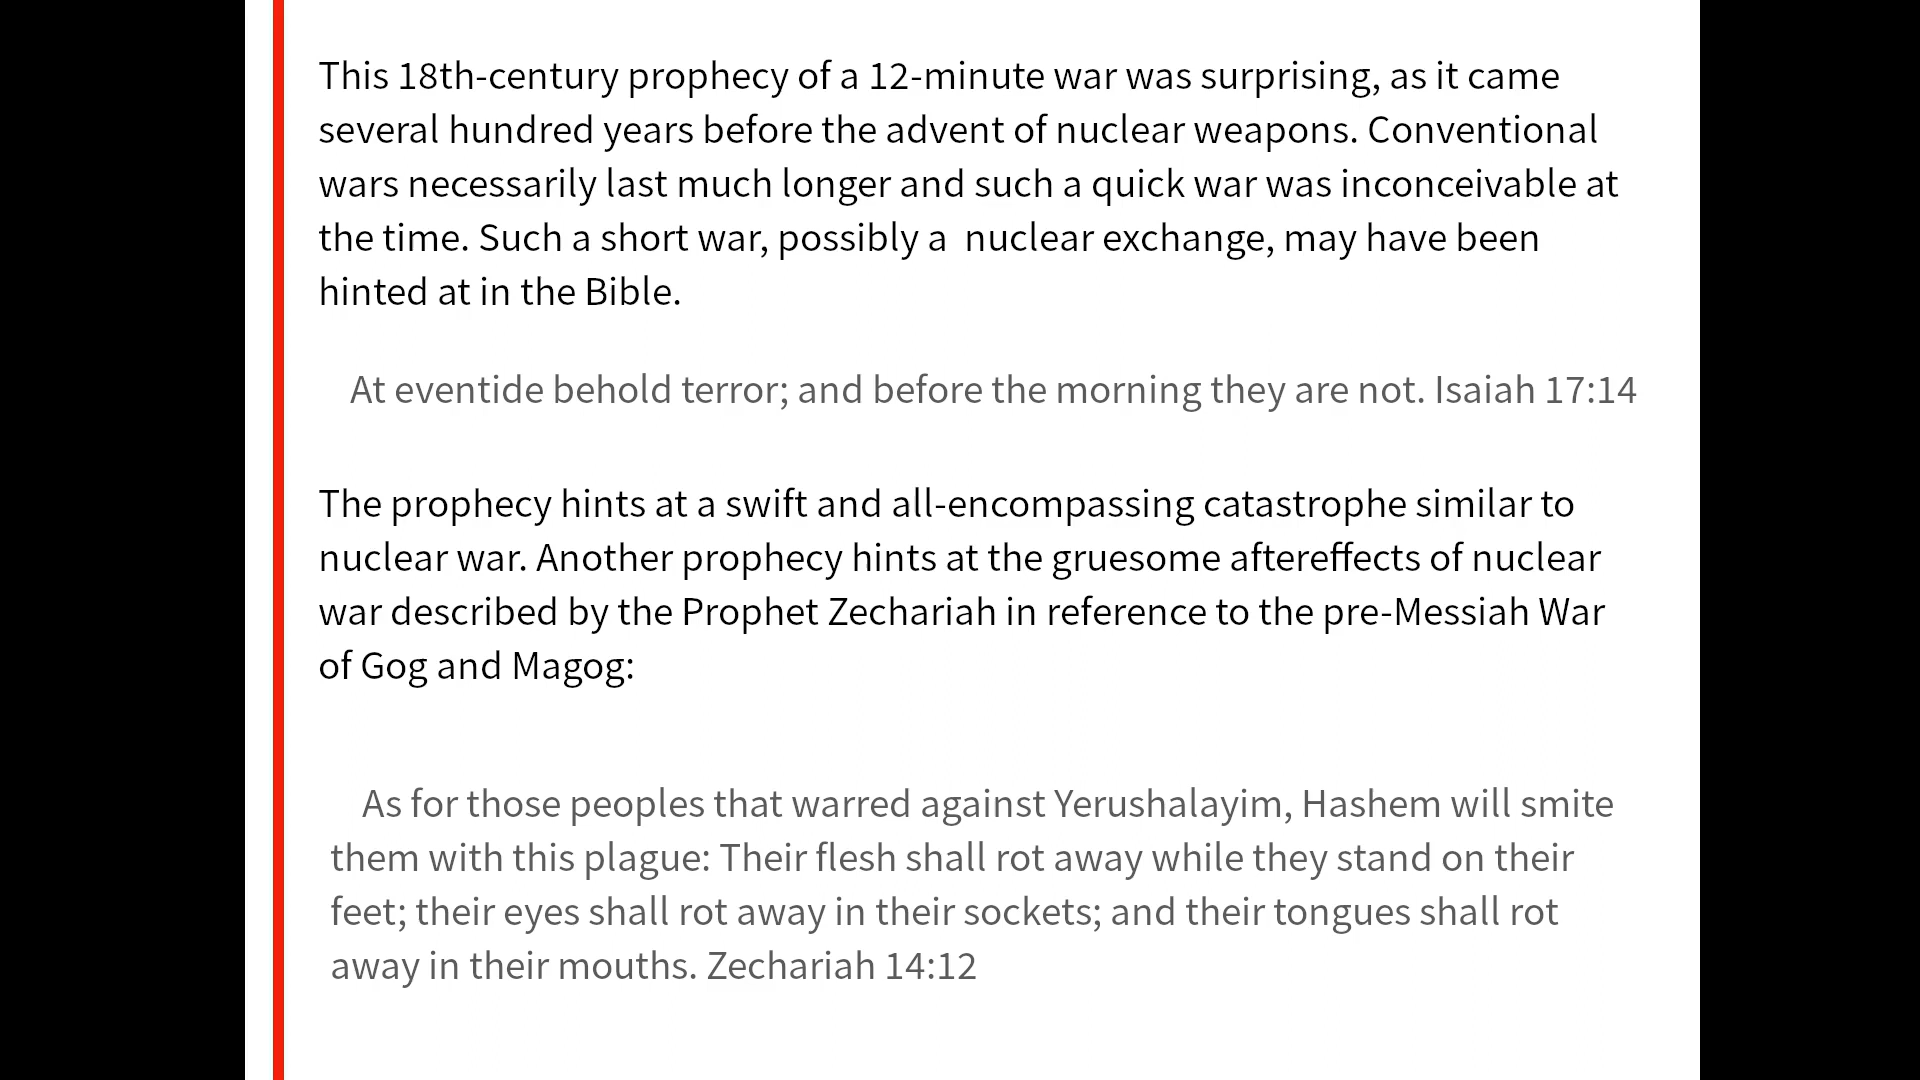 This 18th-century prophecy of a 12-minute war was surprising, as it came
several hundred years before the advent of nuclear weapons. Conventional
wars necessarily last much longer and such a quick war was inconceivable at
the time. Such a short war, possibly a  nuclear exchange, may have been
hinted at in the Bible.
At eventide behold terror; and before the morning they are not. Isaiah 17:14
The prophecy hints at a swift and all-encompassing catastrophe similar to
nuclear war. Another prophecy hints at the gruesome aftereffects of nuclear
war described by the Prophet Zechariah in reference to the pre-Messiah War
of Gog and Magog:
As for those peoples that warred against Yerushalayim, Hashem will smite
them with this plague: Their flesh shall rot away while they stand on their
feet; their eyes shall rot away in their sockets; and their tongues shall rot
away in their mouths. Zechariah 14:12